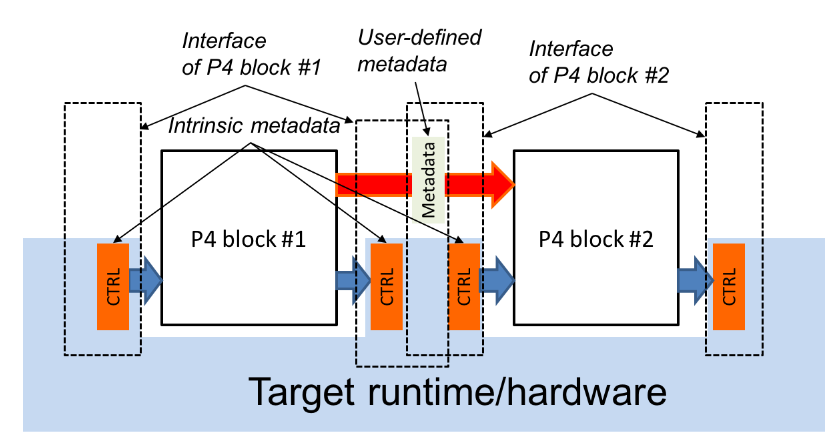 Interface
of P4 block #1
User-defined
metadata
Interface
of P4 block #2
Intrinsic metadata
Metadata
P4 block #1
P4 block #2
CTRL
CTRL
CTRL
CTRL
Target runtime/hardware